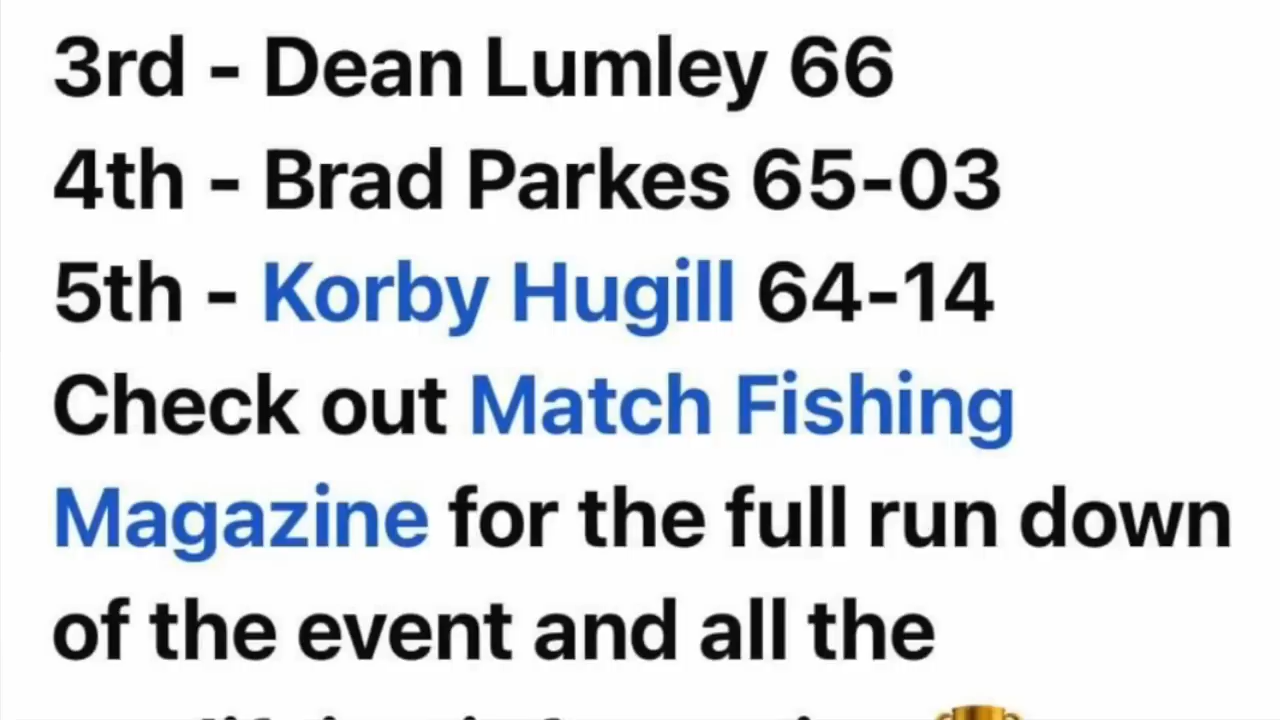 3rd - Dean Lumley 66
4th - Brad Parkes 65-03
5th - Korby Hugill 64-14
Check out Match Fishing
Magazine for the full run down
of the event and all the